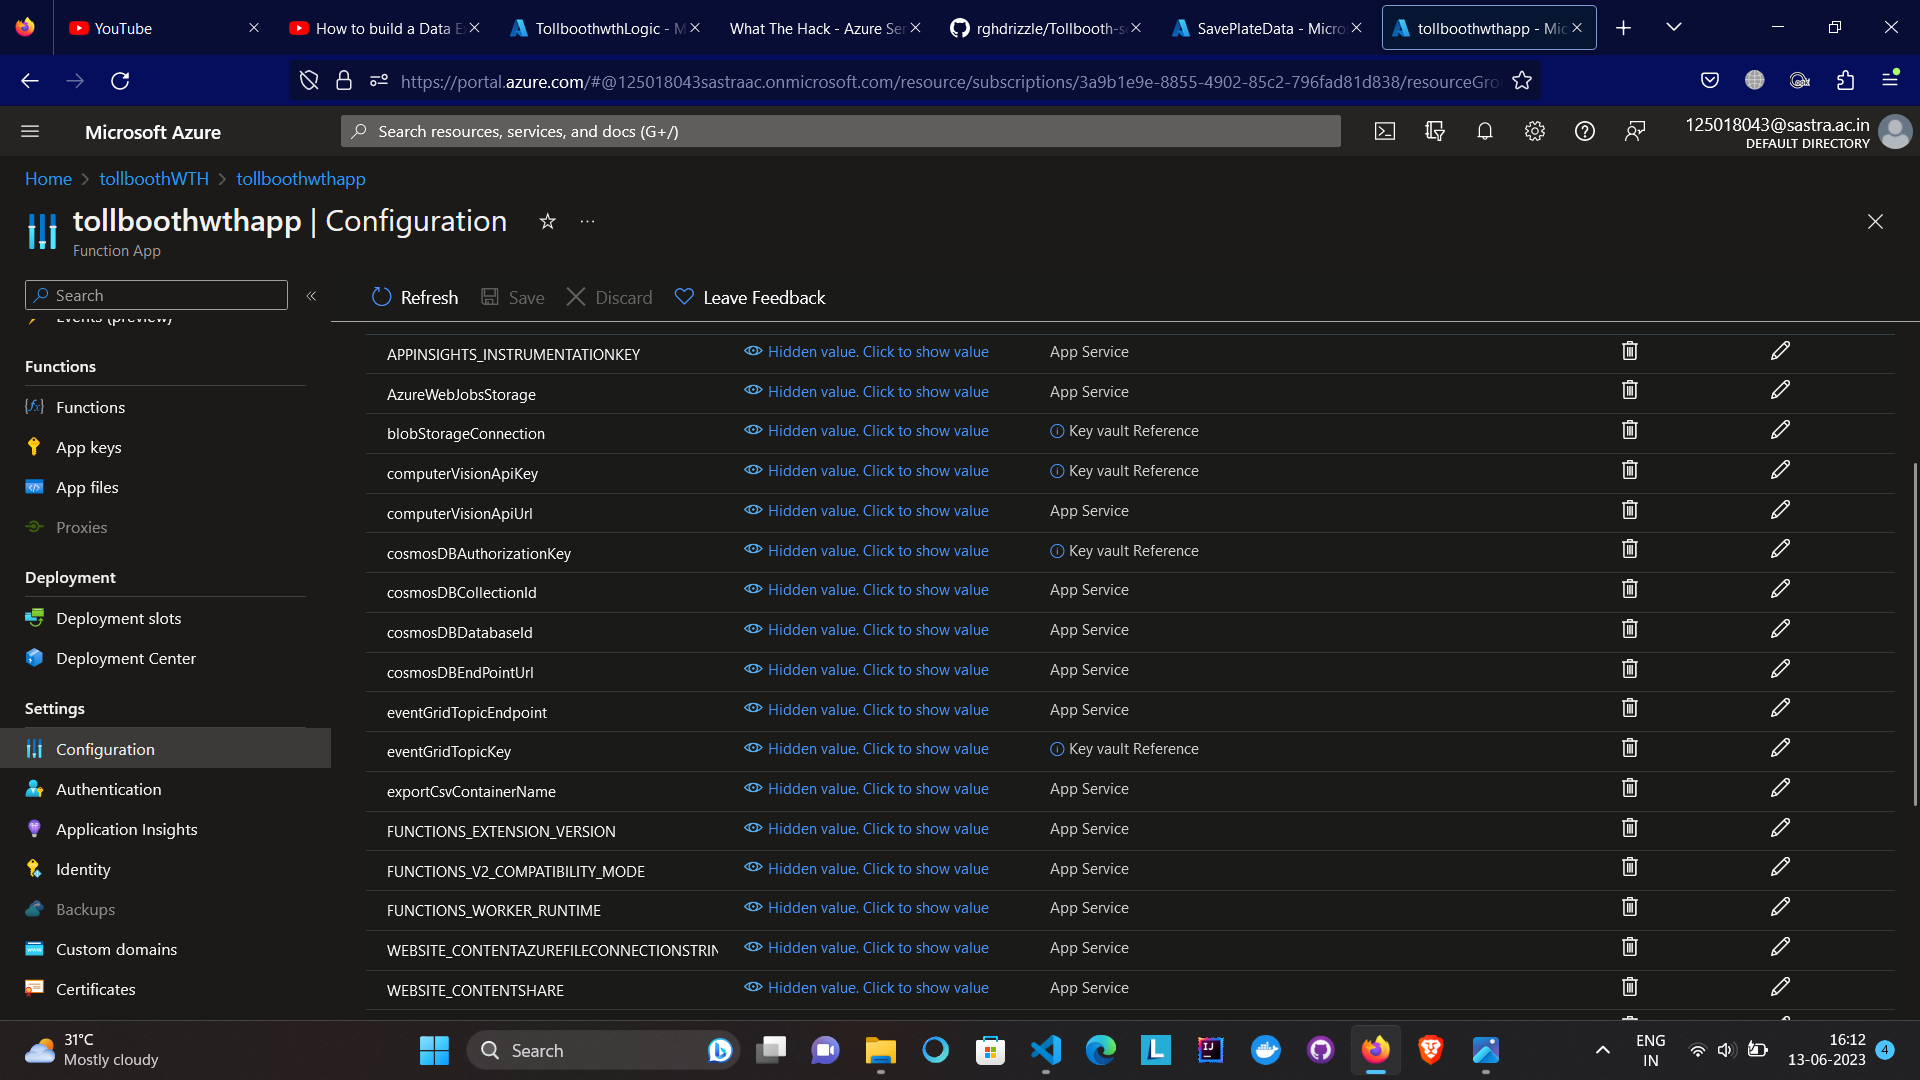 YouTube
How to build a Data E
TollboothwthLogic - M
What The Hack - Azure Ser
rghdrizzle/Tollbooth-s
SavePlateData - Micros
tollboothwthapp - Mic
https://portal.azure.com/#@125018043sastraac.onmicrosoft.com/resource/subscriptions/3a9b1e9e-8855-4902-85c2-796fad81d838/resourceGro
Microsoft Azure
Search resources, services, and docs (G+/)
125018043@sastra.ac.in
DEFAULT DIRECTORY
Home > tollboothWTH > tollboothwthapp
tollboothwthapp | Configuration
Function App
Search
Refresh
Save
Discard
Leave Feedback
Events (preview)
Functions
Functions
App keys
App files
Proxies
Deployment
Deployment slots
Deployment Center
Settings
Configuration
Authentication
Application Insights
Identity
Backups
Custom domains
Certificates
APPINSIGHTS_INSTRUMENTATIONKEY Hidden value. Click to show value App Service
AzureWebJobsStorage Hidden value. Click to show value App Service
blobStorageConnection Hidden value. Click to show value Key vault Reference
computerVisionApiKey Hidden value. Click to show value Key vault Reference
computerVisionApiUrl Hidden value. Click to show value App Service
cosmosDBAuthorizationKey Hidden value. Click to show value Key vault Reference
cosmosDBCollectionId Hidden value. Click to show value App Service
cosmosDBDatabaseId Hidden value. Click to show value App Service
cosmosDBEndPointUrl Hidden value. Click to show value App Service
eventGridTopicEndpoint Hidden value. Click to show value App Service
eventGridTopicKey Hidden value. Click to show value Key vault Reference
exportCsvContainerName Hidden value. Click to show value App Service
FUNCTIONS_EXTENSION_VERSION Hidden value. Click to show value App Service
FUNCTIONS_V2_COMPATIBILITY_MODE Hidden value. Click to show value App Service
FUNCTIONS_WORKER_RUNTIME Hidden value. Click to show value App Service
WEBSITE_CONTENTAZUREFILECONNECTIONSTRIN Hidden value. Click to show value App Service
WEBSITE_CONTENTSHARE Hidden value. Click to show value App Service
31°C
Mostly cloudy
Search
ENG
IN
16:12
13-06-2023
4